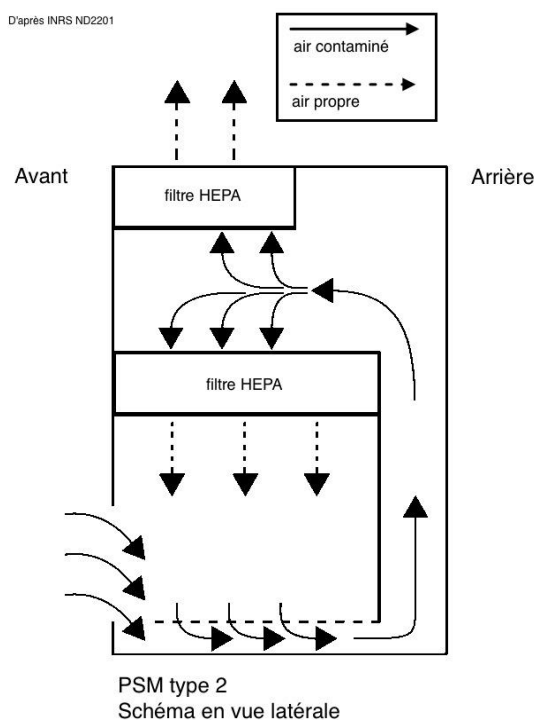 D'après INRS ND2201
air contaminé
air propre
Avant
Arrière
filtre HEPA
filtre HEPA
PSM type 2
Schéma en vue latérale